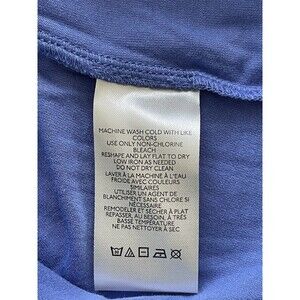 MACHINE WASH COLD WITH LIKE
COLORS
USE ONLY NON-CHLORINE
BLEACH
RESHAPE AND LAY FLAT TO DRY
LOW IRON AS NEEDED
DO NOT DRY CLEAN
LAVER À LA MACHINE À L'EAU
FROIDE AVEC COULEURS
SIMILAIRES
UTILISER UN AGENT DE
BLANCHIMENT SANS CHLORE SI
NÉCESSAIRE
REMODELER ET SÉCHER À PLAT
REPASSER, AU BESOIN, À TRÈS
BASSE TEMPÉRATURE
NE PAS NETTOYER À SEC